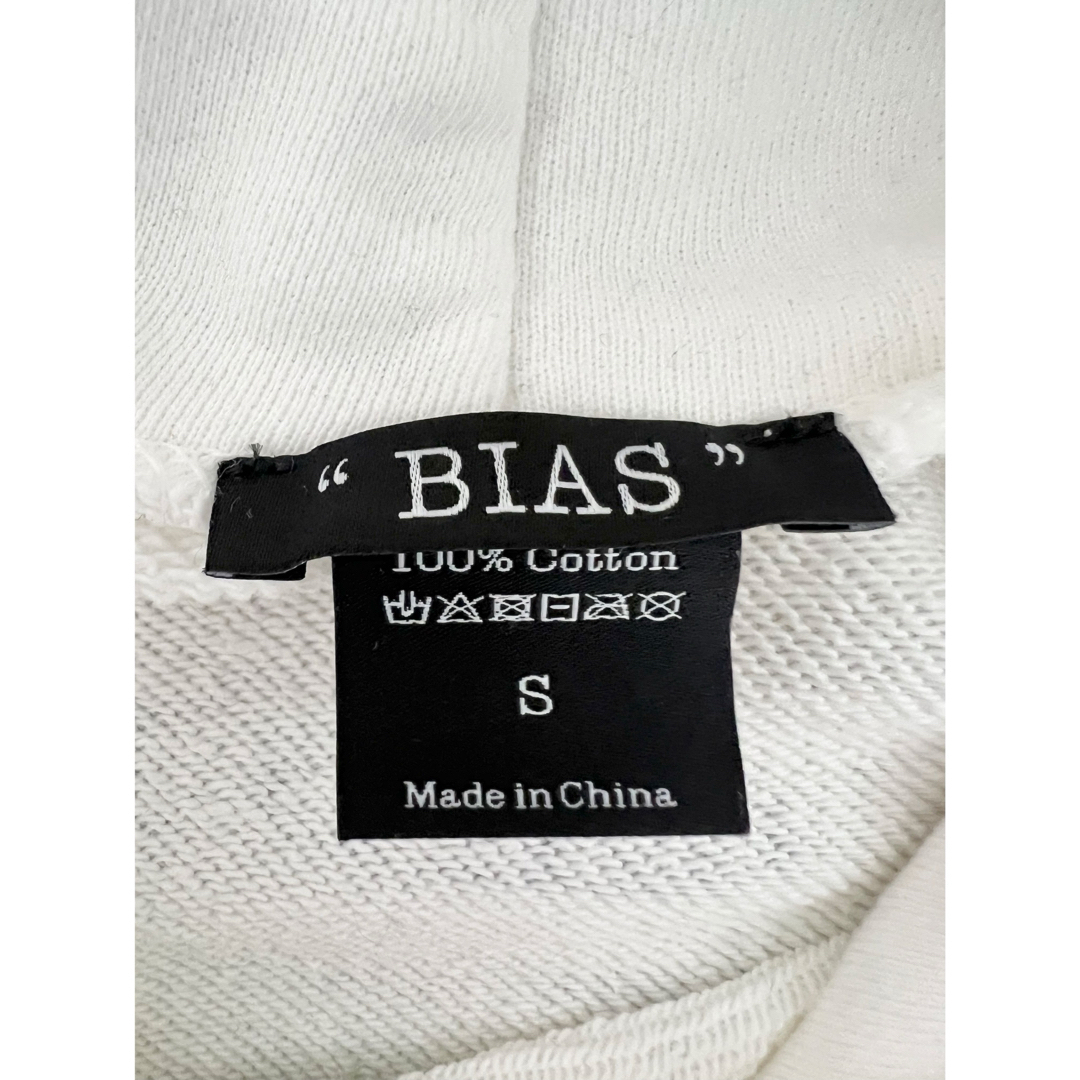 “ BIAS ”
100% Cotton
S
Made in China